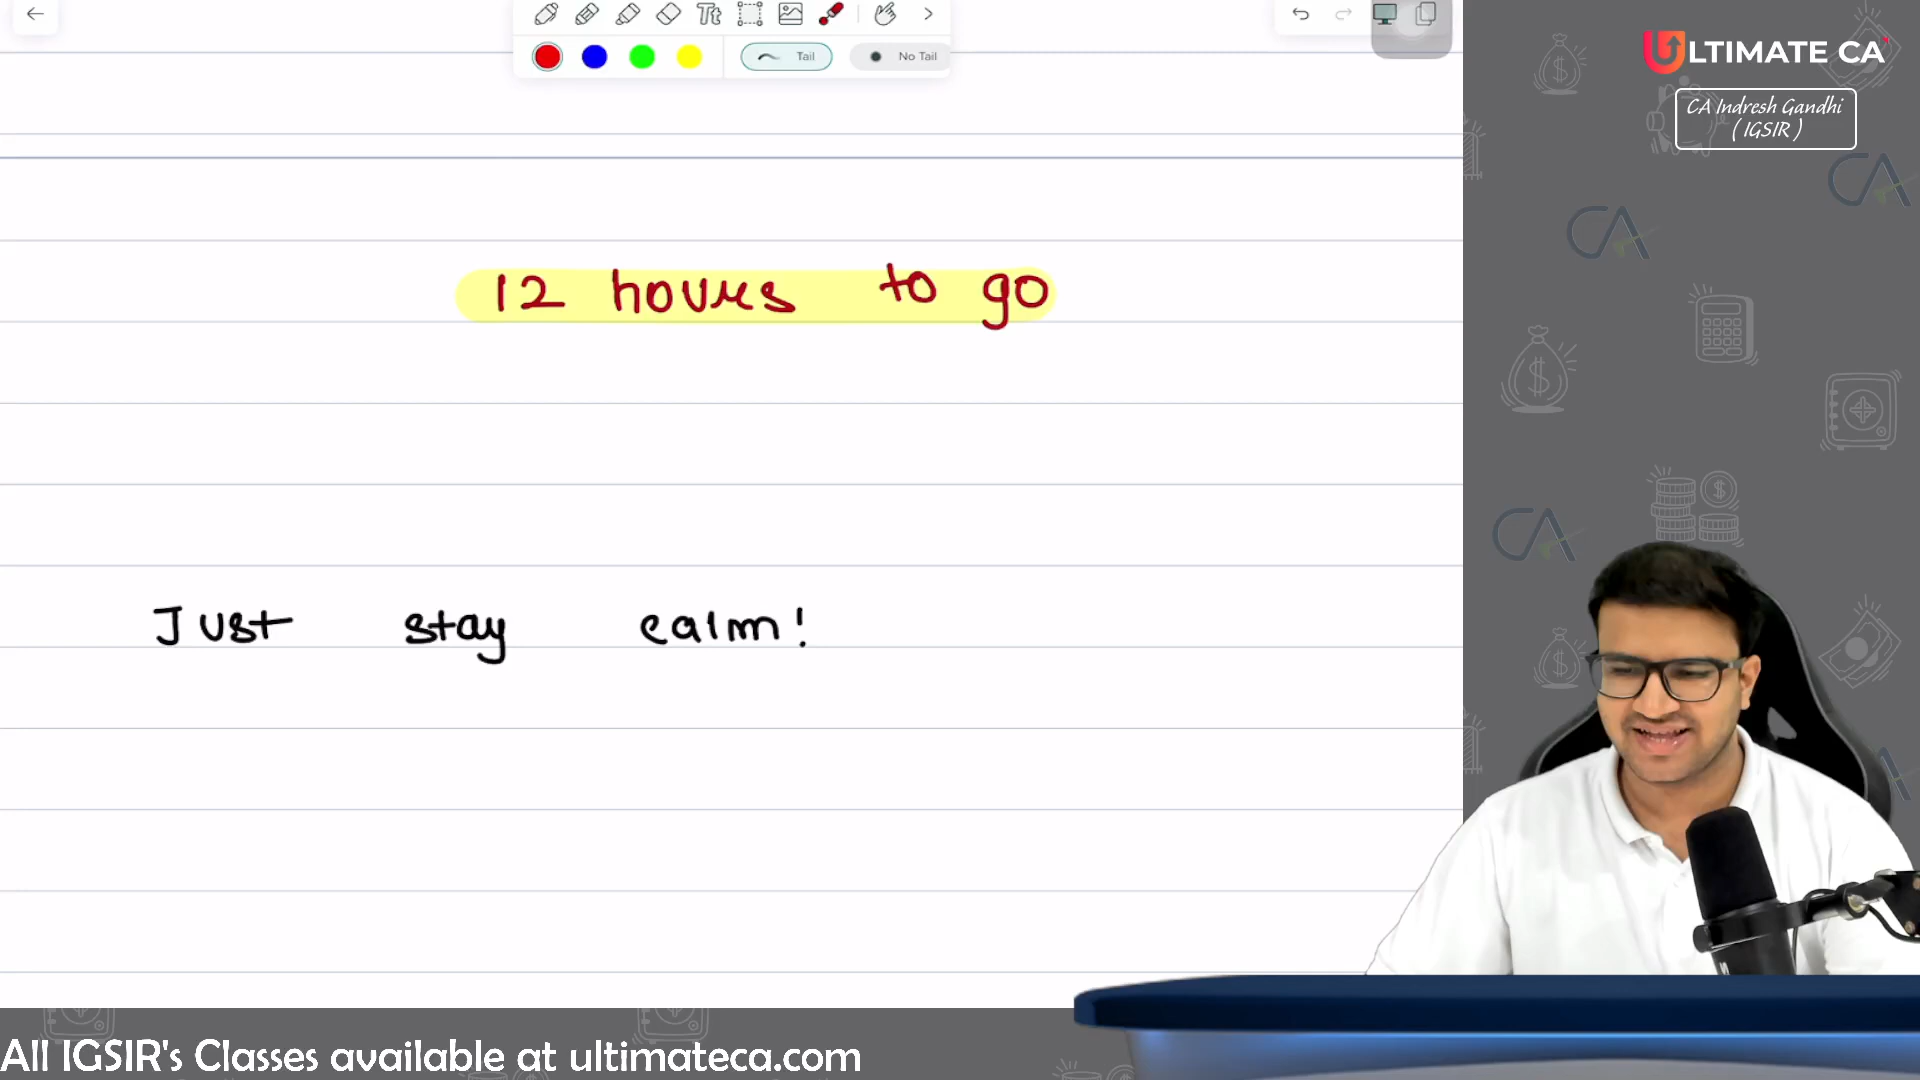 Tt
Tail
No Tail
ULTIMATE CA
CA Indresh Gandhi
( IGSIR )
12 hours to go
Just stay calm!
All IGSIR's Classes available at ultimateca.com